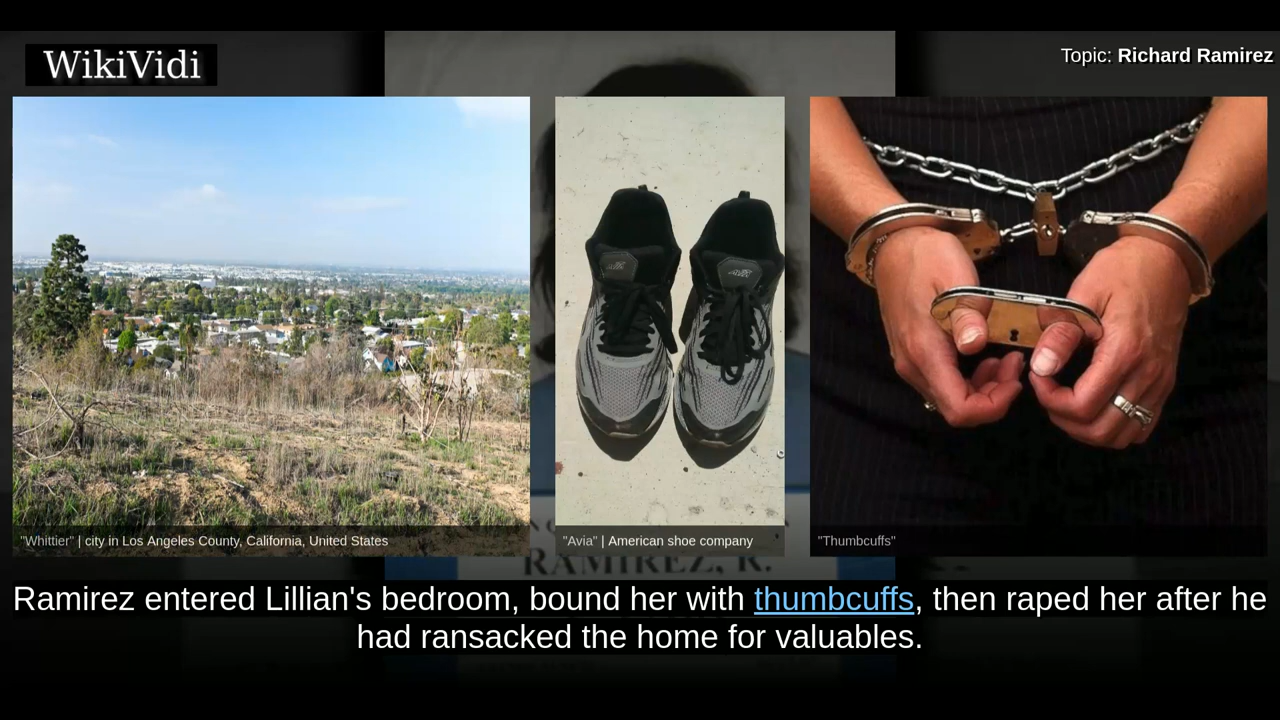 WikiVidi
Topic: Richard Ramirez
"Whittier" | city in Los Angeles County, California, United States
"Avia" | American shoe company
"Thumbcuffs"
RAMIREZ, R.
Ramirez entered Lillian's bedroom, bound her with thumbcuffs, then raped her after he
had ransacked the home for valuables.